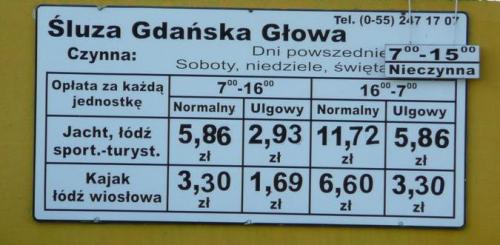 Tel. (0-55) 247 17 07
Śluza Gdańska Głowa
Czynna: Dni powszednie 7⁰⁰-15⁰⁰
Soboty, niedziele, święta Nieczynna
Opłata za każdą jednostkę 7⁰⁰-16⁰⁰ 16⁰⁰-7⁰⁰
Normalny Ulgowy Normalny Ulgowy
Jacht, łódź sport.-turyst. 5,86 zł 2,93 zł 11,72 zł 5,86 zł
Kajak łódź wiosłowa 3,30 zł 1,69 zł 6,60 zł 3,30 zł